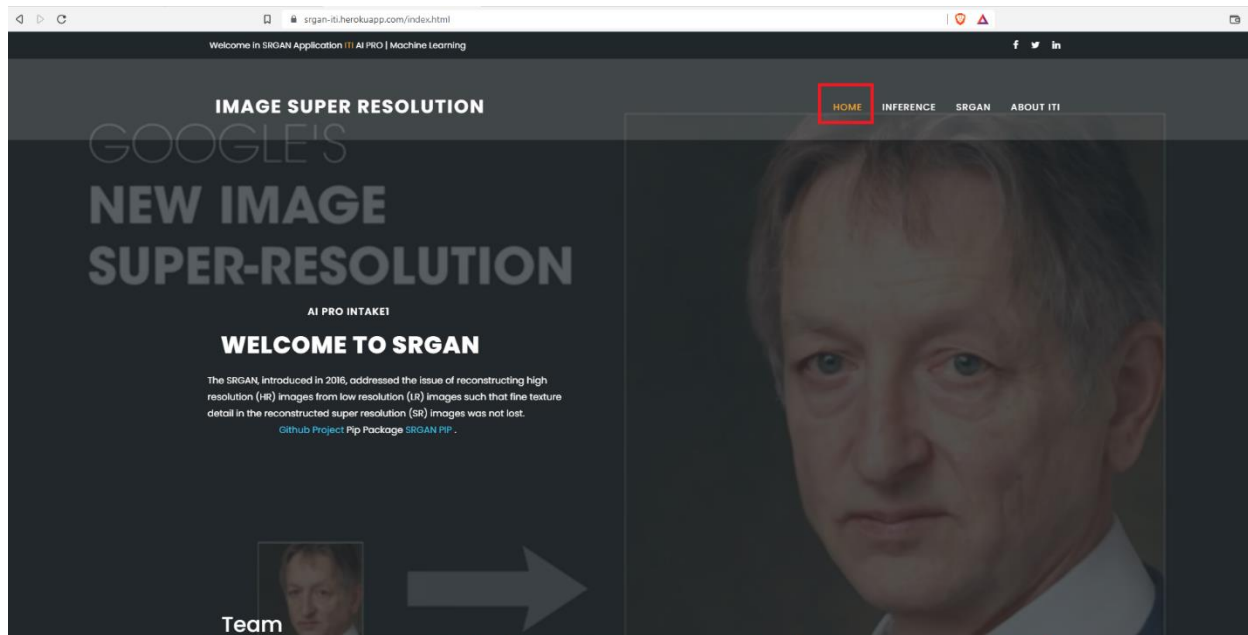 srgan-iti.herokuapp.com/index.html
Welcome in SRGAN Application ITI AI PRO | Machine Learning
IMAGE SUPER RESOLUTION
HOME INFERENCE SRGAN ABOUT ITI
GOOGLE'S
NEW IMAGE
SUPER-RESOLUTION
AI PRO INTAKE1
WELCOME TO SRGAN
The SRGAN, introduced in 2016, addressed the issue of reconstructing high
resolution (HR) images from low resolution (LR) images such that fine texture
detail in the reconstructed super resolution (SR) images was not lost.
Github Project Pip Package SRGAN PIP .
Team